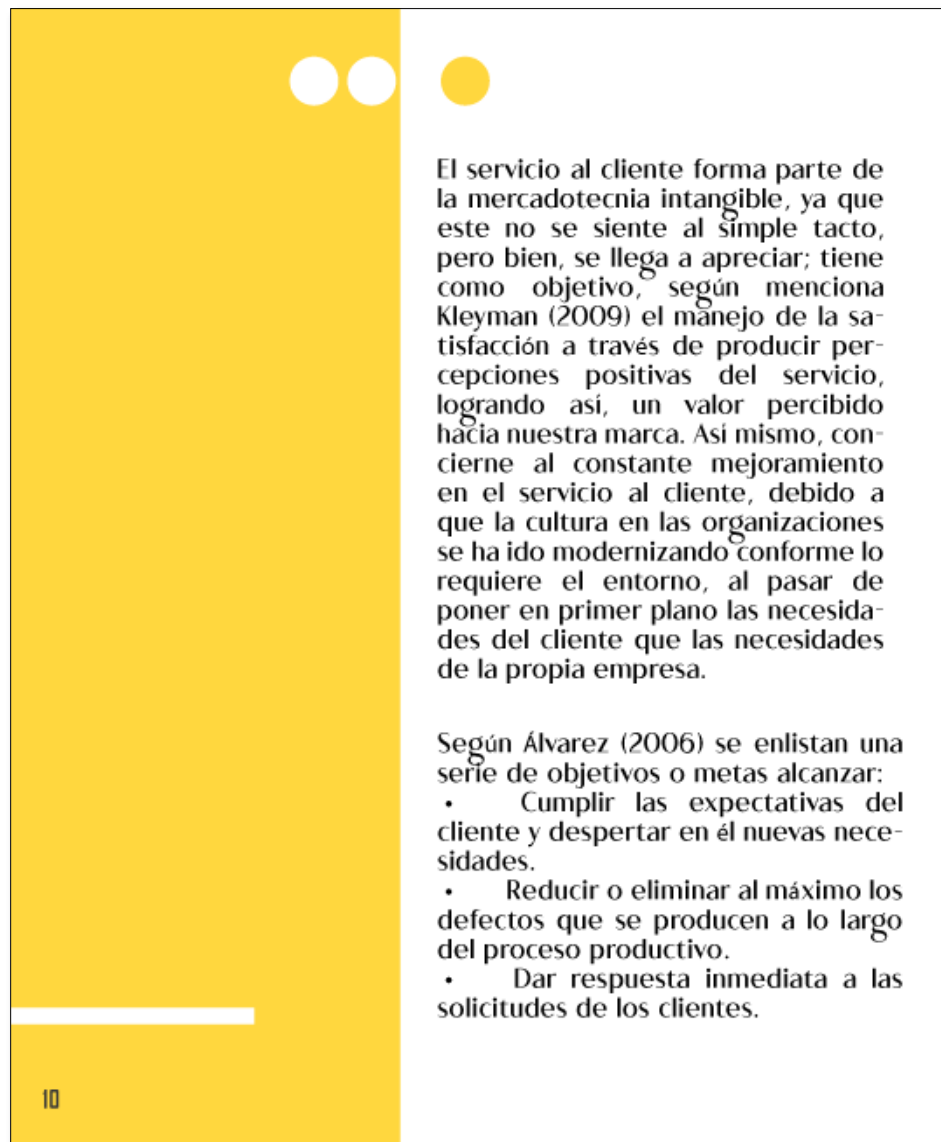 El servicio al cliente forma parte de
la mercadotecnia intangible, ya que
este no se siente al simple tacto,
pero bien, se llega a apreciar; tiene
como objetivo, según menciona
Kleyman (2009) el manejo de la sa-
tisfacción a través de producir per-
cepciones positivas del servicio,
logrando así, un valor percibido
hacia nuestra marca. Así mismo, con-
cierne al constante mejoramiento
en el servicio al cliente, debido a
que la cultura en las organizaciones
se ha ido modernizando conforme lo
requiere el entorno, al pasar de
poner en primer plano las necesida-
des del cliente que las necesidades
de la propia empresa.
Según Álvarez (2006) se enlistan una
serie de objetivos o metas alcanzar:
• Cumplir las expectativas del
cliente y despertar en él nuevas nece-
sidades.
• Reducir o eliminar al máximo los
defectos que se producen a lo largo
del proceso productivo.
• Dar respuesta inmediata a las
solicitudes de los clientes.
10